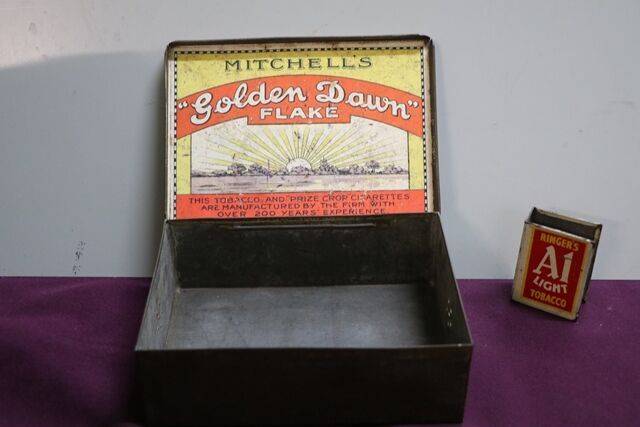 MITCHELL'S
"Golden Dawn"
FLAKE
THIS TOBACCO AND PRIZE CROP CIGARETTES
ARE MANUFACTURED BY THE FIRM WITH
OVER 200 YEARS' EXPERIENCE
RINGER'S
A1
LIGHT
TOBACCO